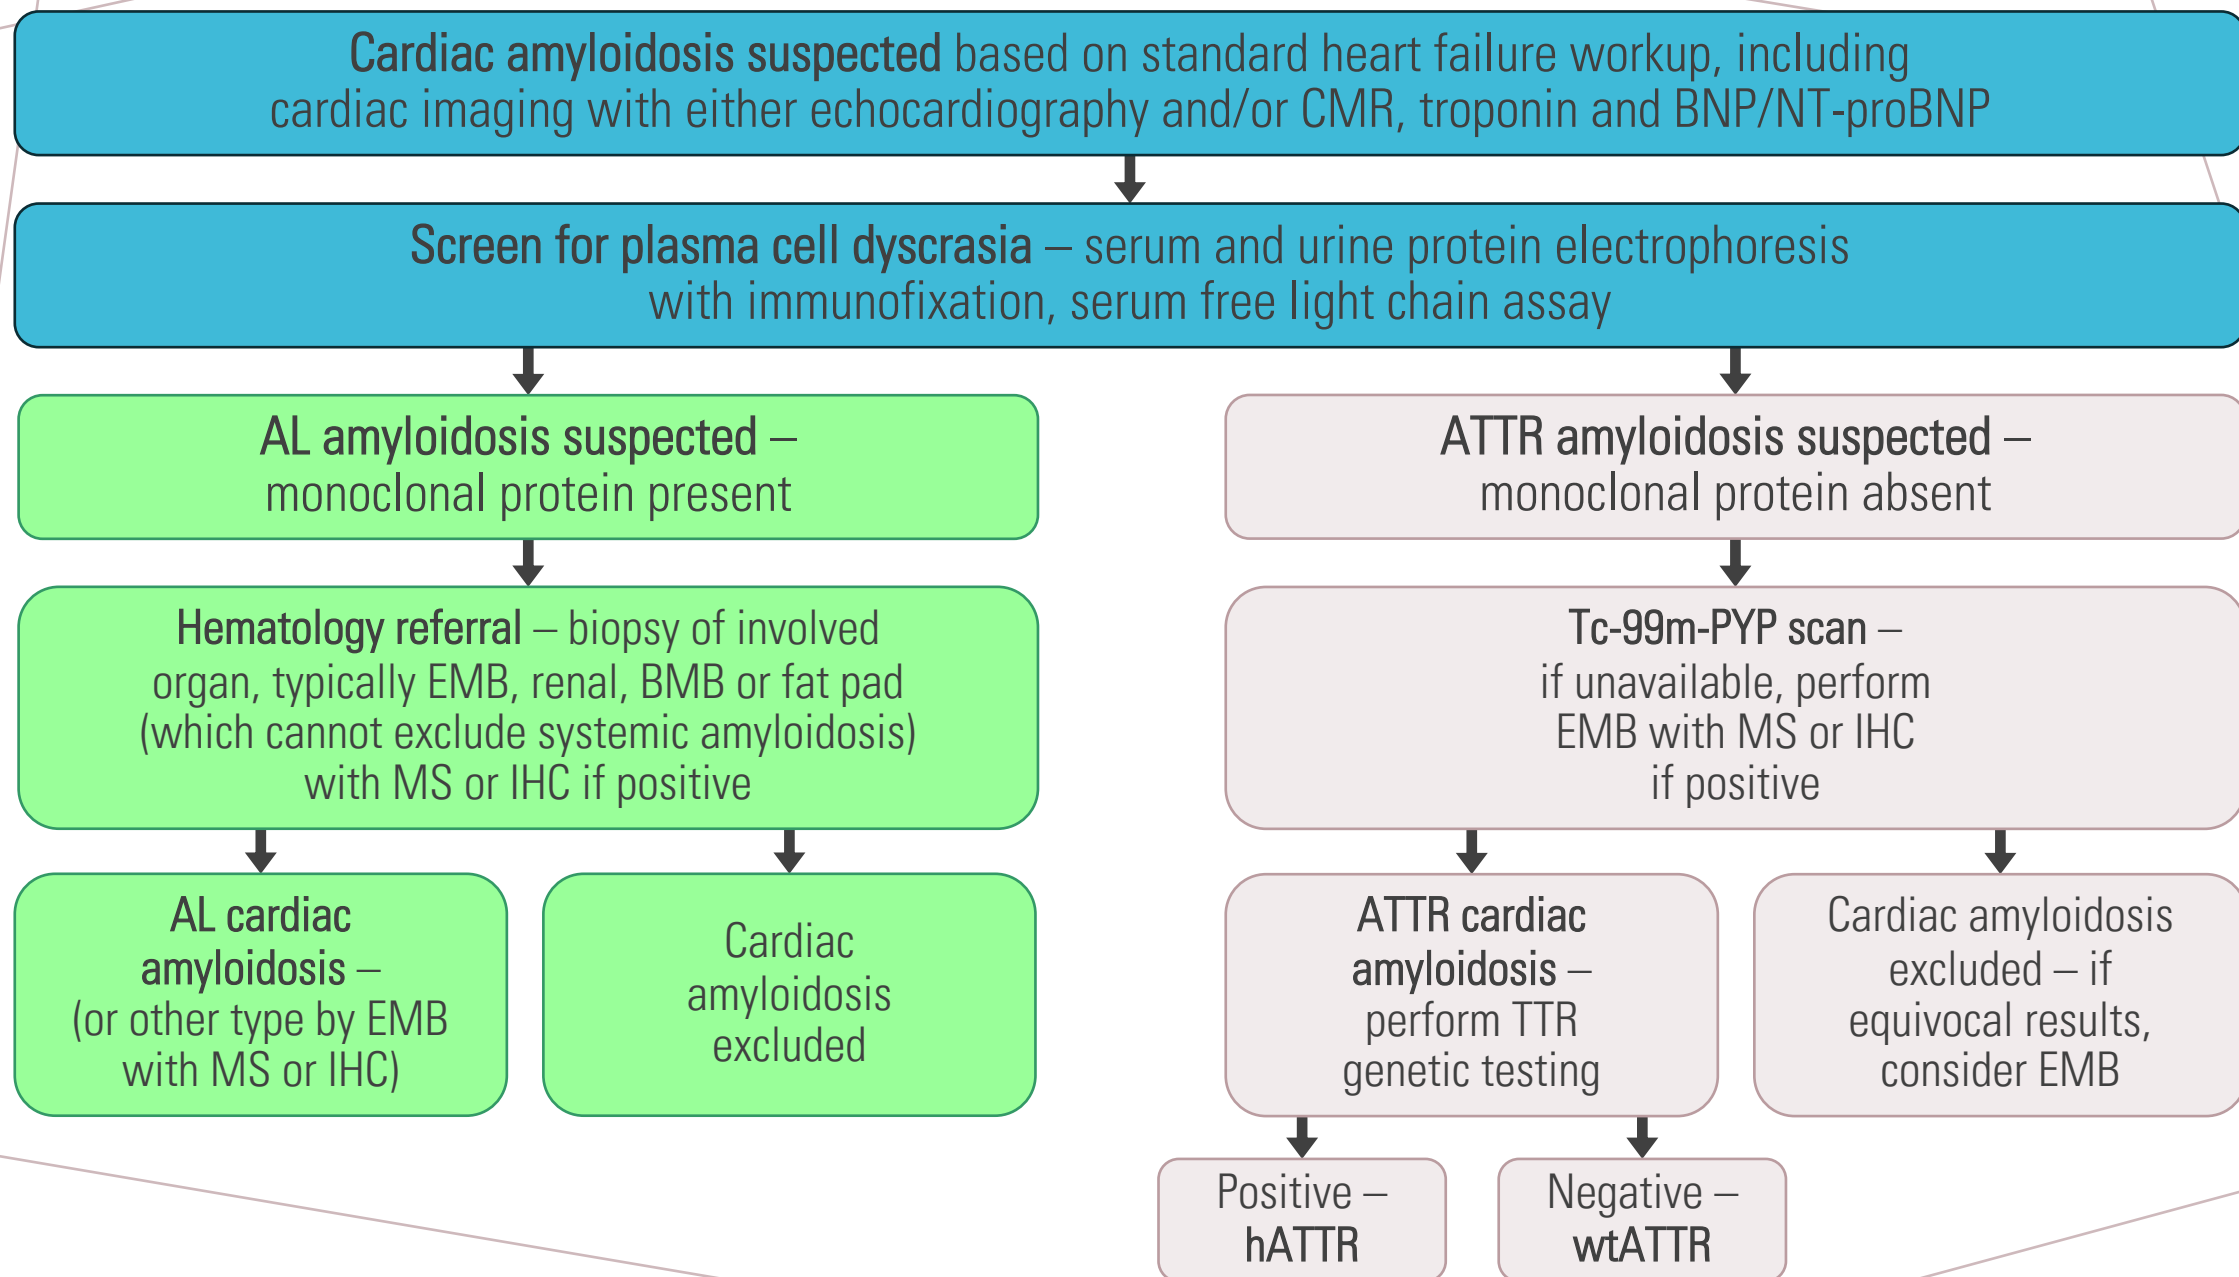 Cardiac amyloidosis suspected based on standard heart failure workup, including
cardiac imaging with either echocardiography and/or CMR, troponin and BNP/NT-proBNP
Screen for plasma cell dyscrasia – serum and urine protein electrophoresis
with immunofixation, serum free light chain assay
AL amyloidosis suspected –
monoclonal protein present
ATTR amyloidosis suspected –
monoclonal protein absent
Hematology referral – biopsy of involved
organ, typically EMB, renal, BMB or fat pad
(which cannot exclude systemic amyloidosis)
with MS or IHC if positive
Tc-99m-PYP scan –
if unavailable, perform
EMB with MS or IHC
if positive
AL cardiac
amyloidosis –
(or other type by EMB
with MS or IHC)
Cardiac
amyloidosis
excluded
ATTR cardiac
amyloidosis –
perform TTR
genetic testing
Cardiac amyloidosis
excluded – if
equivocal results,
consider EMB
Positive –
hATTR
Negative –
wtATTR